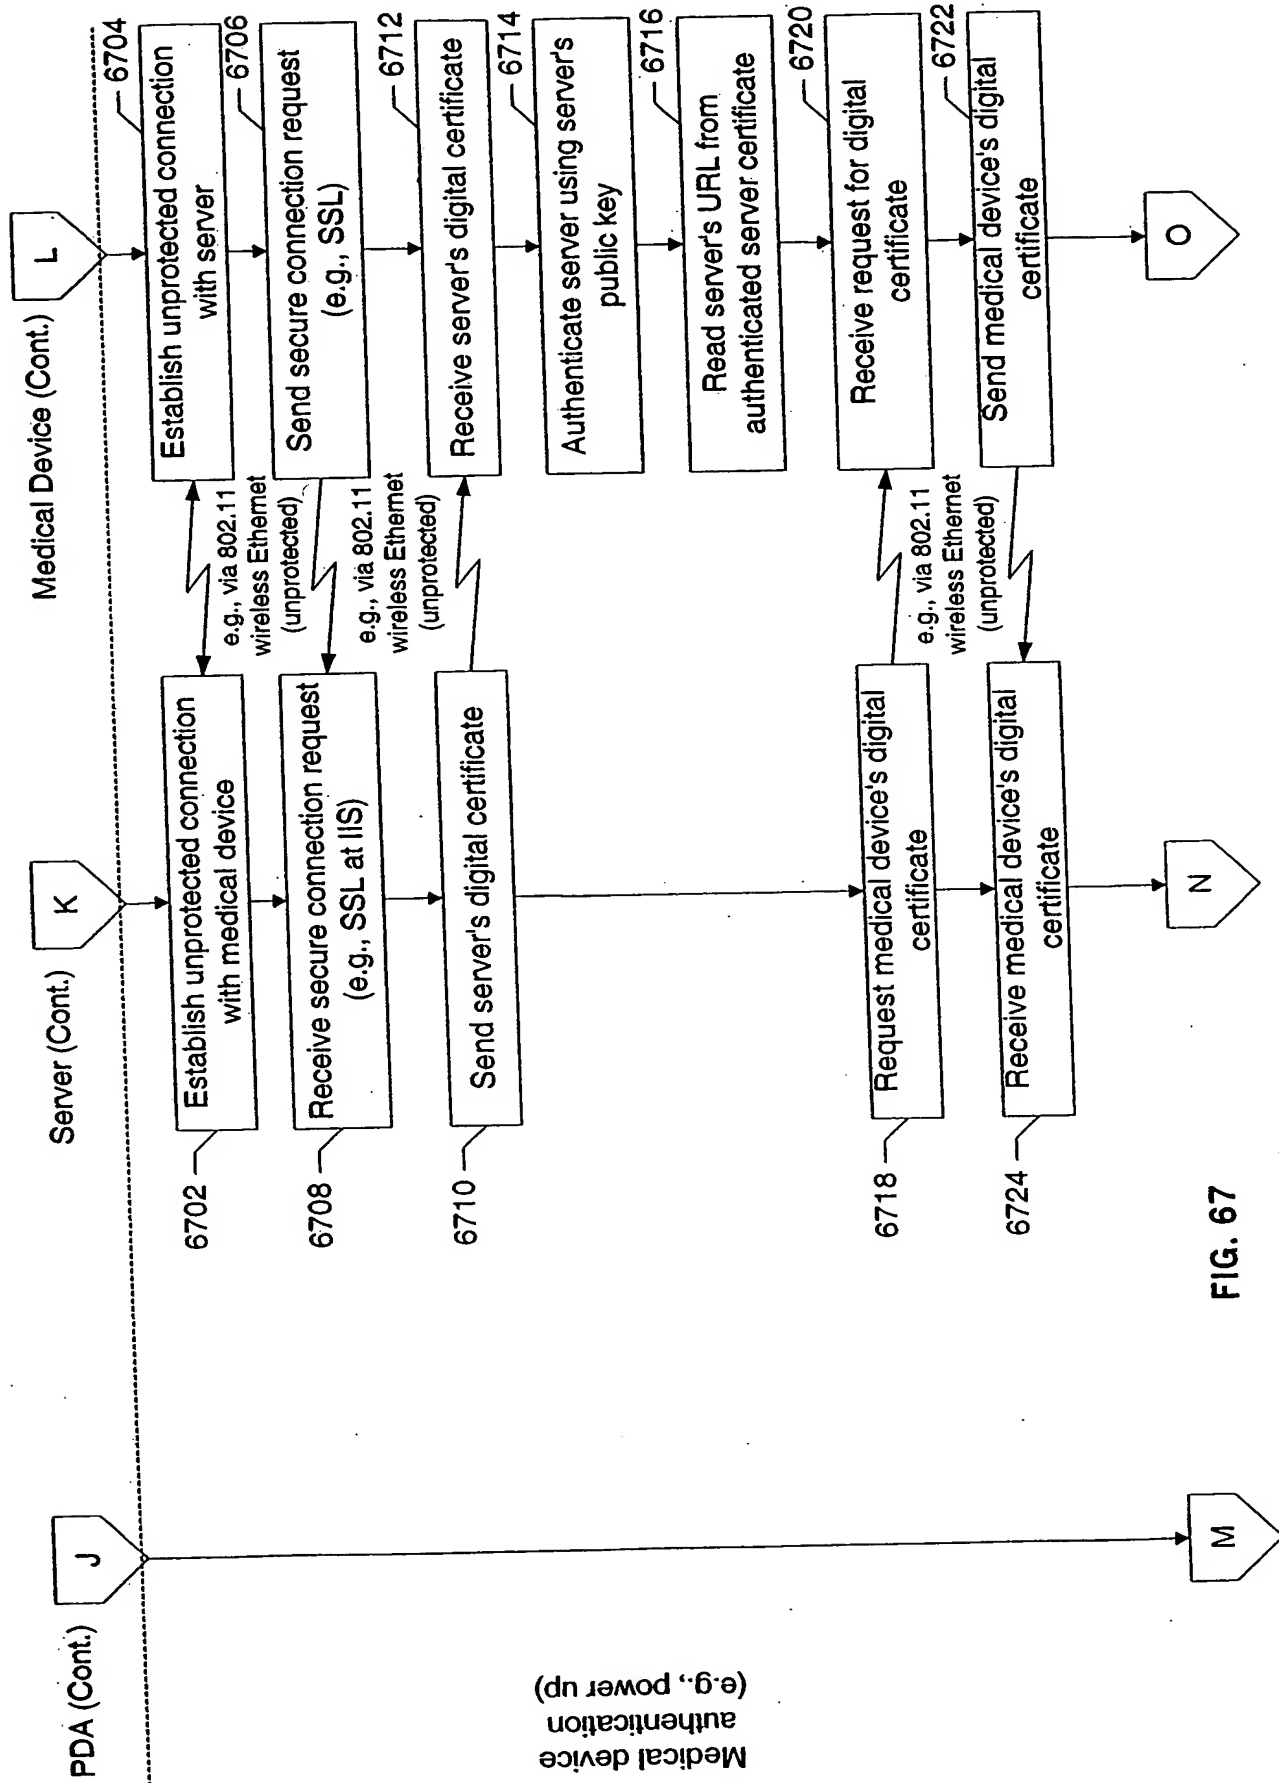 PDA (Cont.)
Server (Cont.)
Medical Device (Cont.)
J
K
L
Medical device
authentication
(e.g., power up)
6702
Establish unprotected connection
with medical device
6704
Establish unprotected connection
with server
e.g., via 802.11
wireless Ethernet
(unprotected)
6706
Send secure connection request
(e.g., SSL)
6708
Receive secure connection request
(e.g., SSL at IIS)
e.g., via 802.11
wireless Ethernet
(unprotected)
6710
Send server's digital certificate
6712
Receive server's digital certificate
6714
Authenticate server using server's
public key
6716
Read server's URL from
authenticated server certificate
6718
Request medical device's digital
certificate
6720
Receive request for digital
certificate
e.g., via 802.11
wireless Ethernet
(unprotected)
6722
Send medical device's digital
certificate
6724
Receive medical device's digital
certificate
M
N
O
FIG. 67